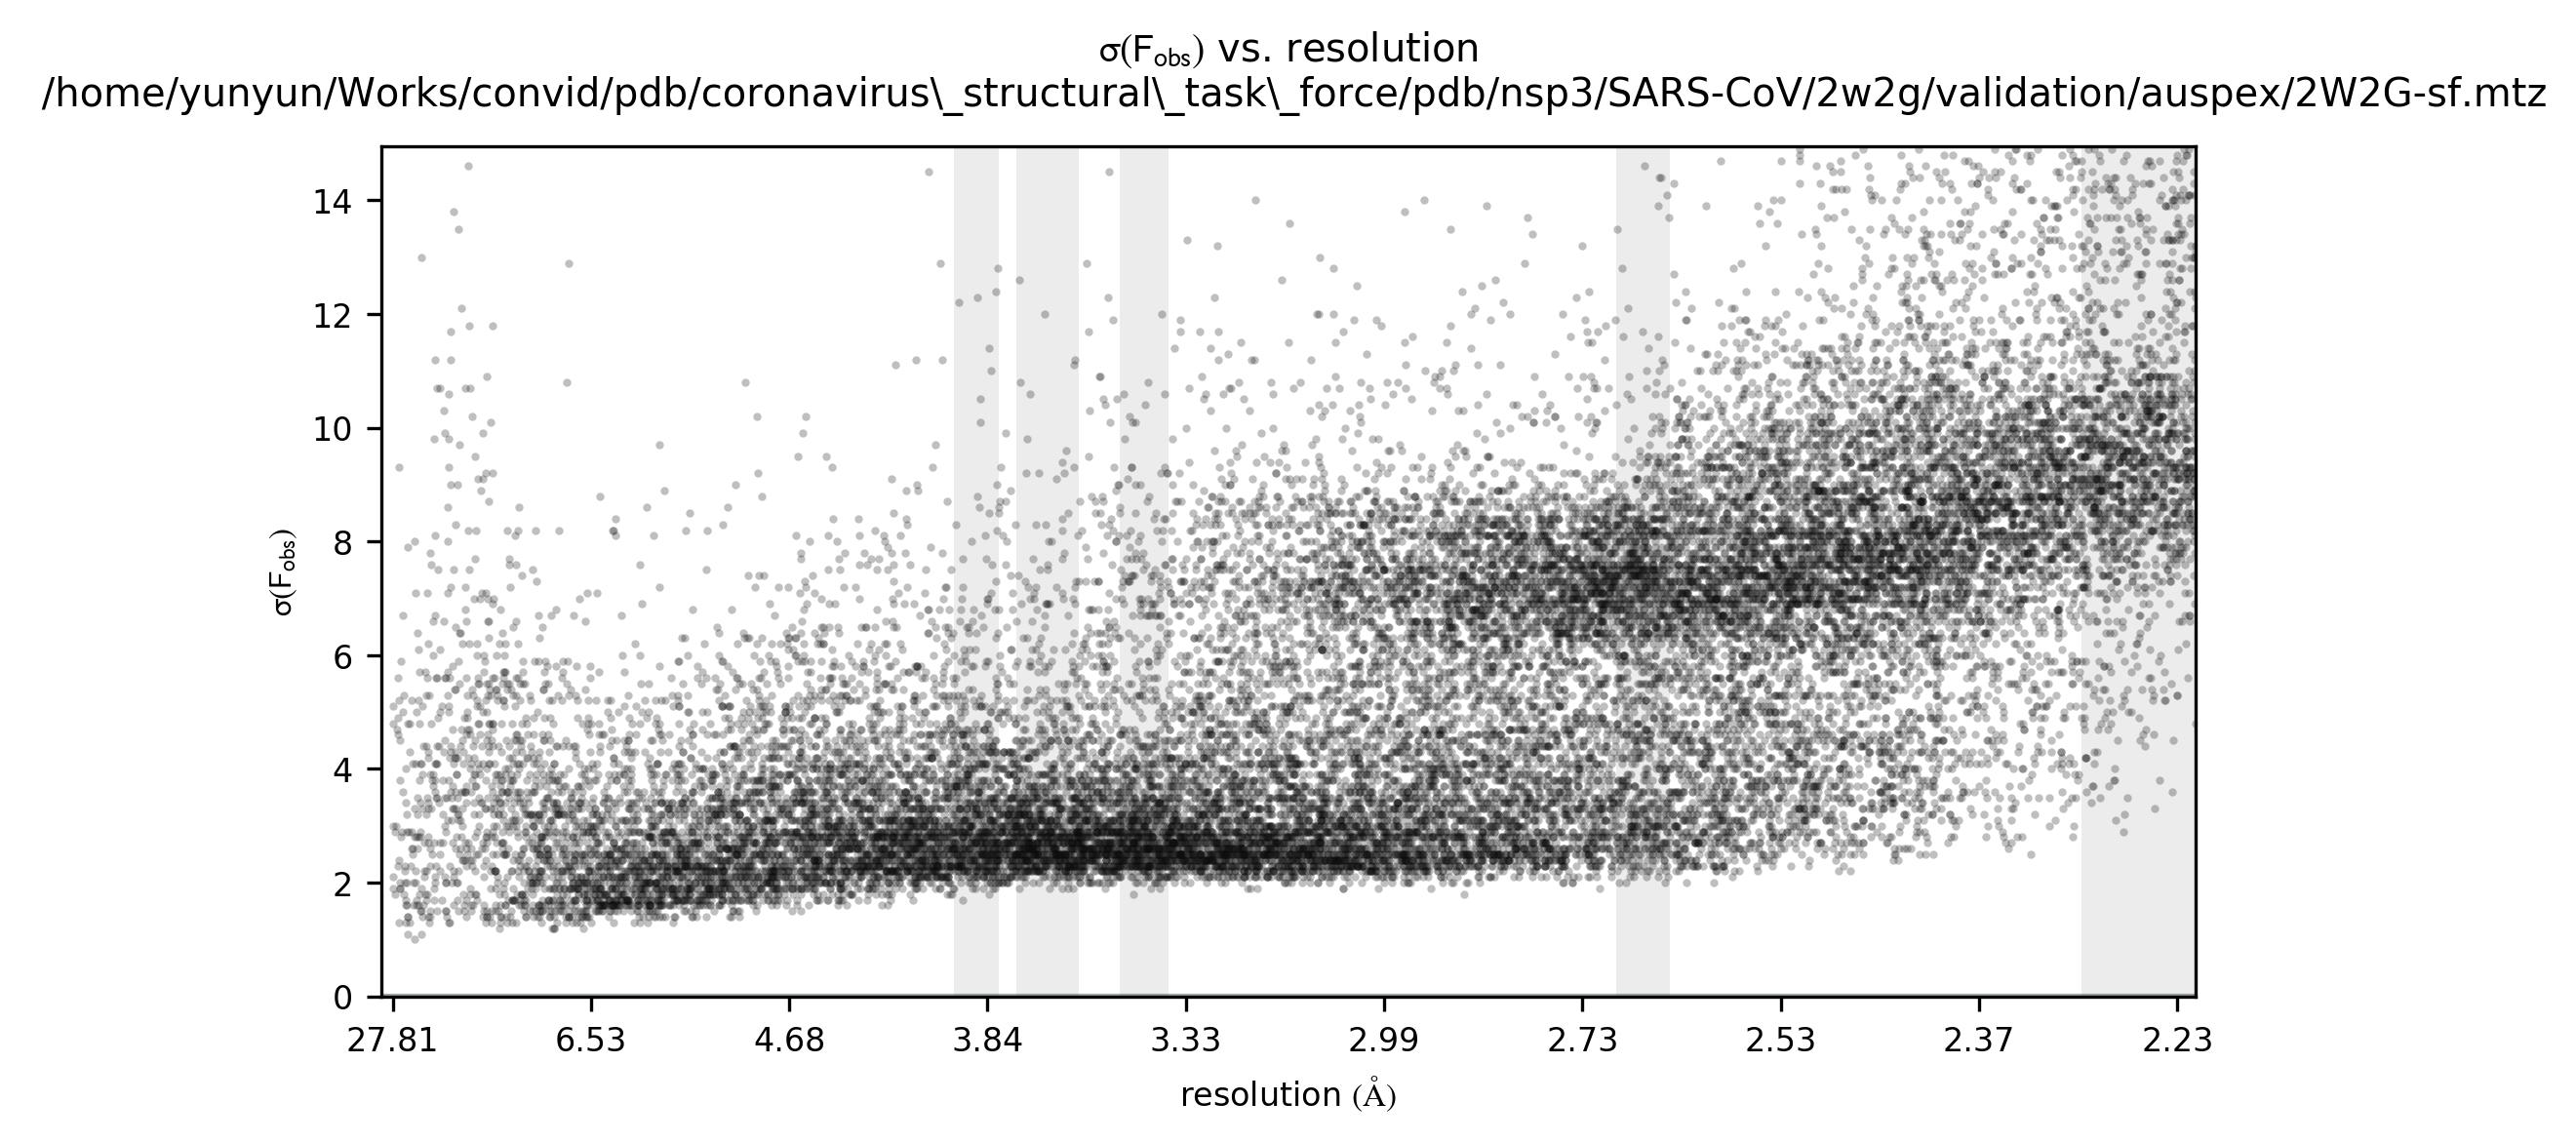 σ(Fobs) vs. resolution
/home/yunyun/Works/convid/pdb/coronavirus\_structural\_task\_force/pdb/nsp3/SARS-CoV/2w2g/validation/auspex/2W2G-sf.mtz
14
12
10
8
6
4
2
0
σ(Fobs)
27.81 6.53 4.68 3.84 3.33 2.99 2.73 2.53 2.37 2.23
resolution (Å)